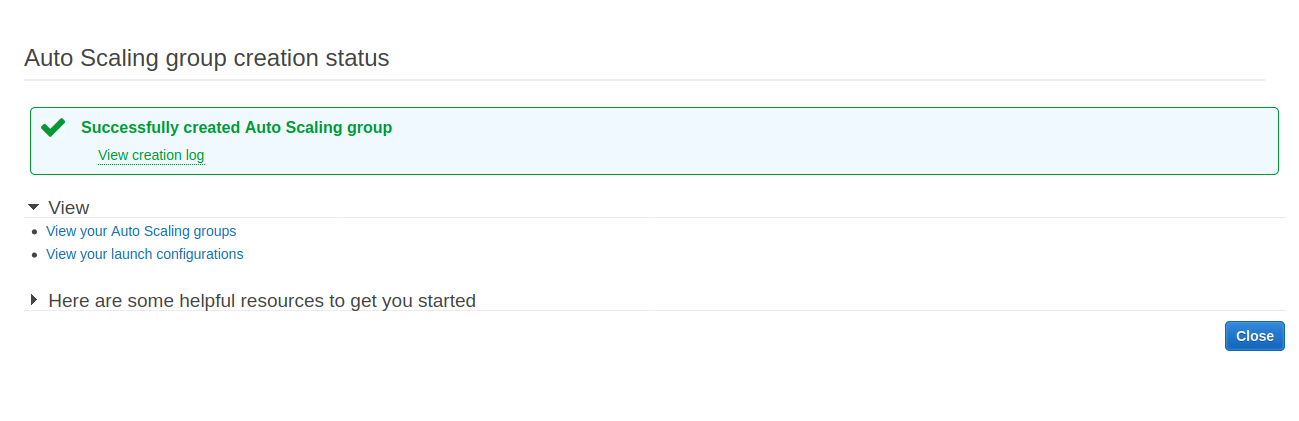 Auto Scaling group creation status
Successfully created Auto Scaling group
View creation log
View
View your Auto Scaling groups
View your launch configurations
Here are some helpful resources to get you started
Close